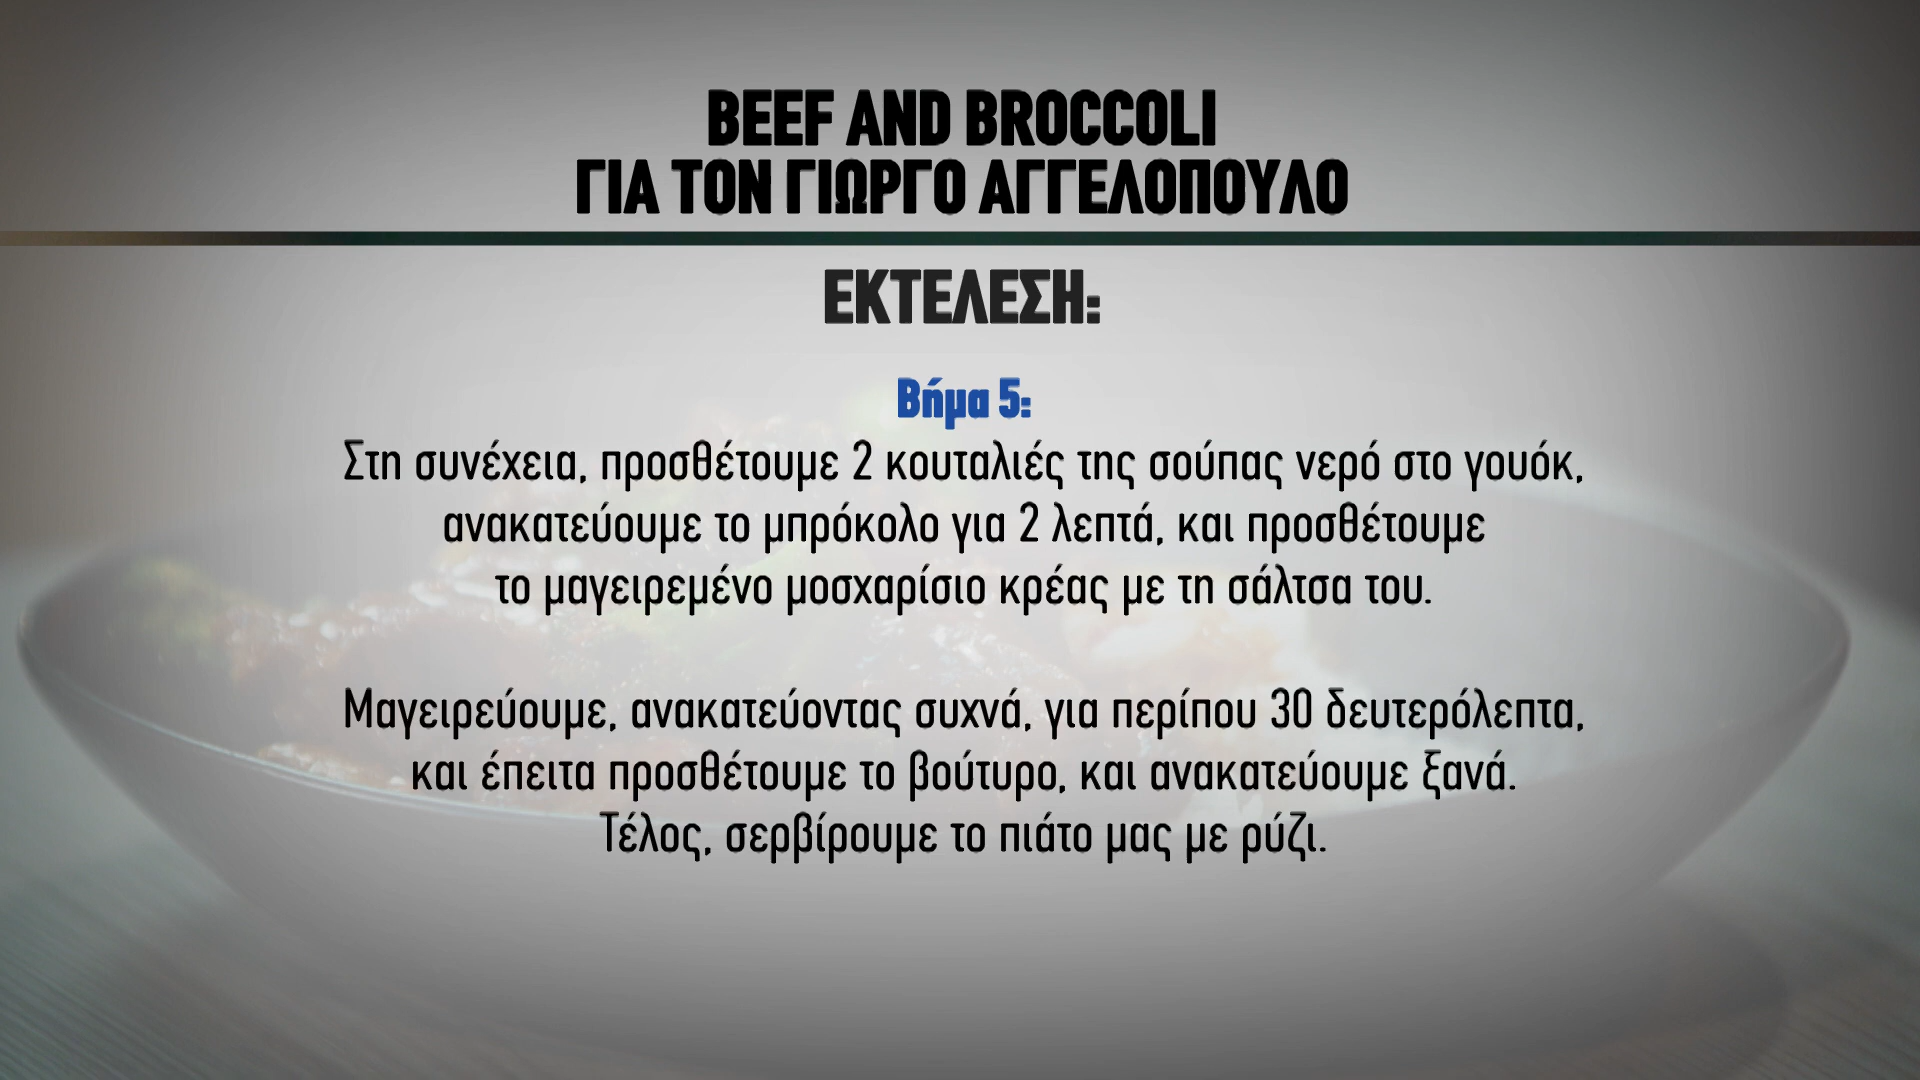 BEEF AND BROCCOLI
ΓΙΑ ΤΟΝ ΓΙΩΡΓΟ ΑΓΓΕΛΟΠΟΥΛΟ
ΕΚΤΕΛΕΣΗ:
Βήμα 5:
Στη συνέχεια, προσθέτουμε 2 κουταλιές της σούπας νερό στο γουόκ,
ανακατεύουμε το μπρόκολο για 2 λεπτά, και προσθέτουμε
το μαγειρεμένο μοσχαρίσιο κρέας με τη σάλτσα του.
Μαγειρεύουμε, ανακατεύοντας συχνά, για περίπου 30 δευτερόλεπτα,
και έπειτα προσθέτουμε το βούτυρο, και ανακατεύουμε ξανά.
Τέλος, σερβίρουμε το πιάτο μας με ρύζι.